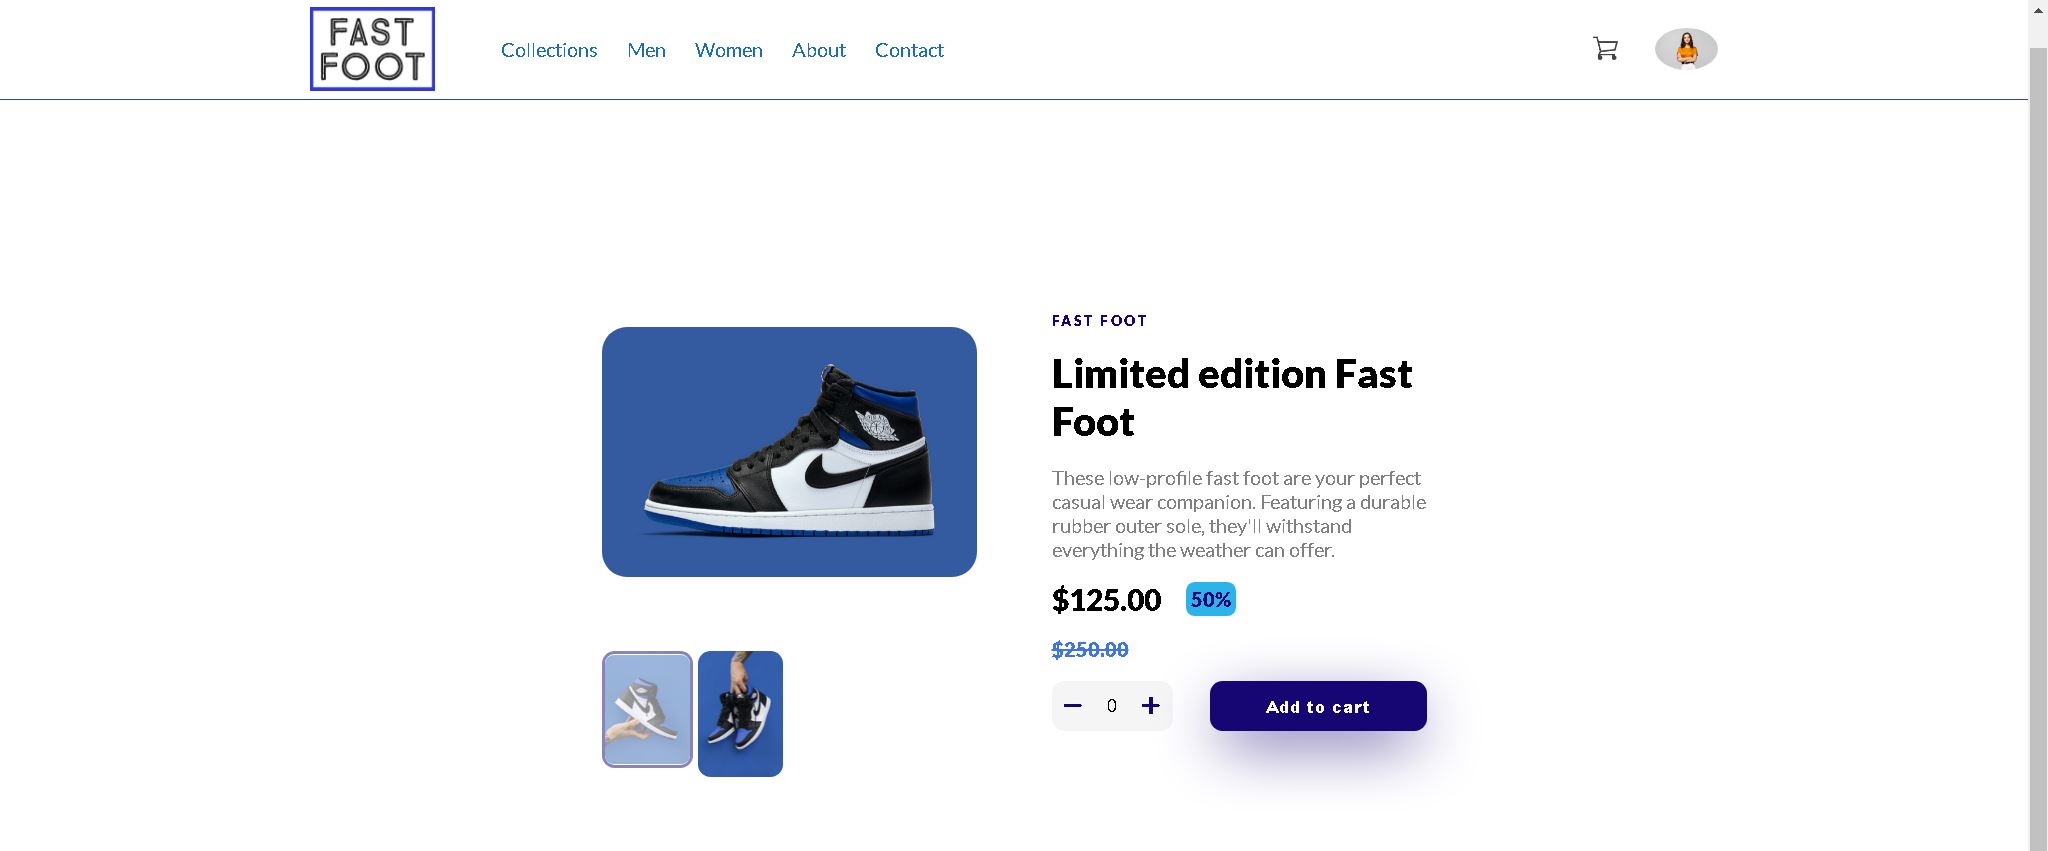 FAST
FOOT
Collections Men Women About Contact
FAST FOOT
Limited edition Fast
Foot
These low-profile fast foot are your perfect
casual wear companion. Featuring a durable
rubber outer sole, they'll withstand
everything the weather can offer.
$125.00 50%
$250.00
0 Add to cart